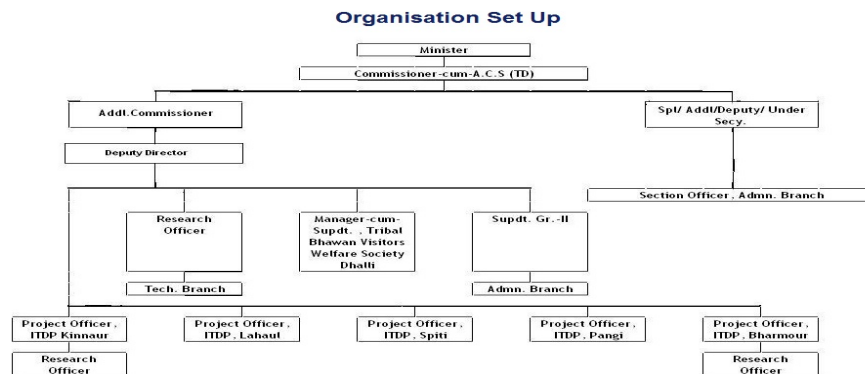 Organisation Set Up
Minister
Commissioner-cum-A.C.S (TD)
Addl.Commissioner
Spl/ Addl/Deputy/ Under
Secy.
Deputy Director
Section Officer, Admn. Branch
Research
Officer
Manager-cum-
Supdt. , Tribal
Bhawan Visitors
Welfare Society
Dhalli
Supdt. Gr.-II
Tech. Branch
Admn. Branch
Project Officer,
ITDP Kinnaur
Project Officer,
ITDP, Lahaul
Project Officer,
ITDP, Spiti
Project Officer,
ITDP, Pangi
Project Officer,
ITDP, Bharmour
Research
Officer
Research
Officer